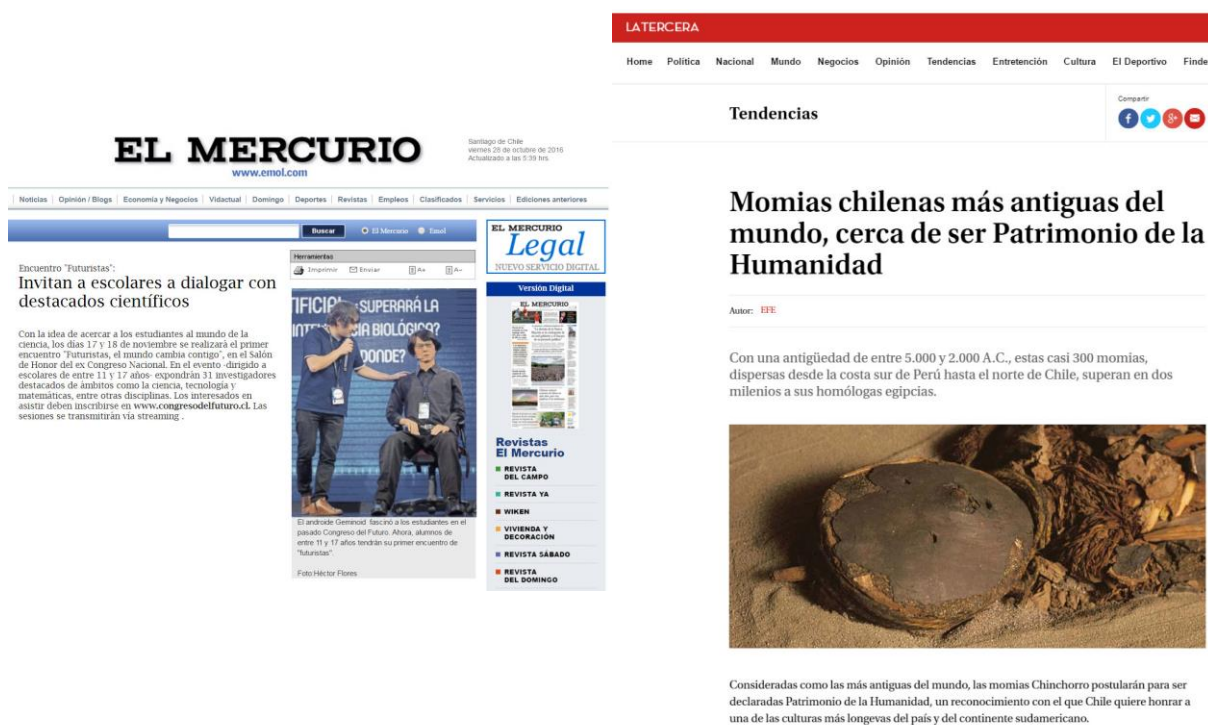 EL MERCURIO
www.emol.com
Santiago de Chile
viernes 28 de octubre de 2016
Actualizado a las 5:39 hrs.
Noticias | Opinión / Blogs | Economía y Negocios | Vidactual | Domingo | Deportes | Revistas | Empleos | Clasificados | Servicios | Ediciones anteriores
Buscar El Mercurio Emol
Encuentro "Futuristas":
Invitan a escolares a dialogar con
destacados científicos
Con la idea de acercar a los estudiantes al mundo de la
ciencia, los días 17 y 18 de noviembre se realizará el primer
encuentro "Futuristas, el mundo cambia contigo", en el Salón
de Honor del ex Congreso Nacional. En el evento -dirigido a
escolares de entre 11 y 17 años- expondrán 31 investigadores
destacados de ámbitos como la ciencia, tecnología y
matemáticas, entre otras disciplinas. Los interesados en
asistir deben inscribirse en www.congresodelfuturo.cl. Las
sesiones se transmitirán vía streaming .
Herramientas
Imprimir Enviar A+ A-
TIFICIAL SUPERARÁ LA
BIOLÓGICA?
DONDE?
El androide Geminoid fascinó a los estudiantes en el
pasado Congreso del Futuro. Ahora, alumnos de
entre 11 y 17 años tendrán su primer encuentro de
"futuristas".
Foto Héctor Flores
EL MERCURIO
Legal
NUEVO SERVICIO DIGITAL
Versión Digital
EL MERCURIO
Revistas
El Mercurio
REVISTA
DEL CAMPO
REVISTA YA
WIKEN
VIVIENDA Y
DECORACIÓN
REVISTA SÁBADO
REVISTA
DEL DOMINGO
LA TERCERA
Home Política Nacional Mundo Negocios Opinión Tendencias Entretención Cultura El Deportivo Finde
Tendencias
Compartir
Momias chilenas más antiguas del
mundo, cerca de ser Patrimonio de la
Humanidad
Autor: EFE
Con una antigüedad de entre 5.000 y 2.000 A.C., estas casi 300 momias,
dispersas desde la costa sur de Perú hasta el norte de Chile, superan en dos
milenios a sus homólogas egipcias.
Consideradas como las más antiguas del mundo, las momias Chinchorro postularán para ser
declaradas Patrimonio de la Humanidad, un reconocimiento con el que Chile quiere honrar a
una de las culturas más longevas del país y del continente sudamericano.